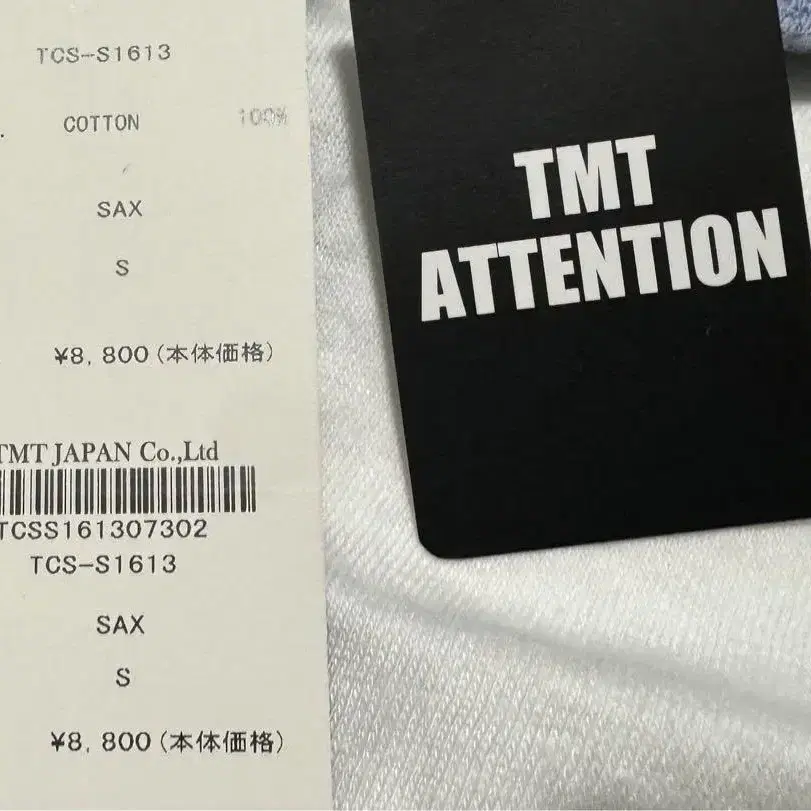 TCS-S1613
COTTON 100%
SAX
S
¥8,800(本体価格)
TMT JAPAN Co.,Ltd
TCSS161307302
TCS-S1613
SAX
S
¥8,800(本体価格)
TMT
ATTENTION